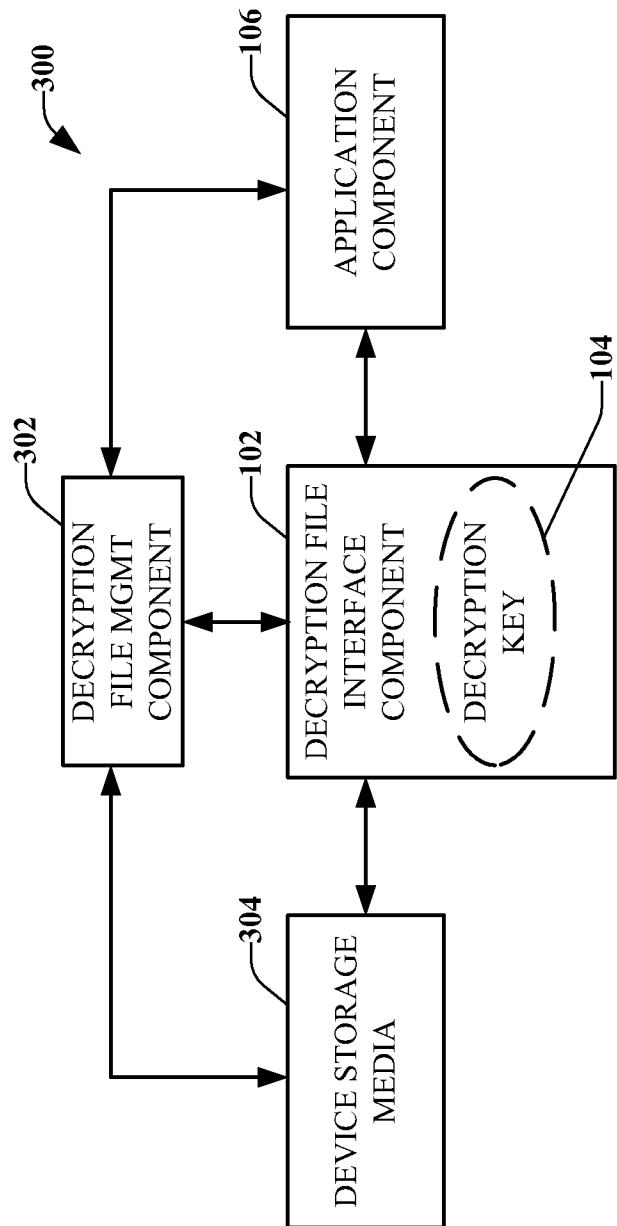 300
302
DECRYPTION
FILE MGMT
COMPONENT
304
DEVICE STORAGE
MEDIA
102
DECRYPTION FILE
INTERFACE
COMPONENT
DECRYPTION
KEY
104
106
APPLICATION
COMPONENT